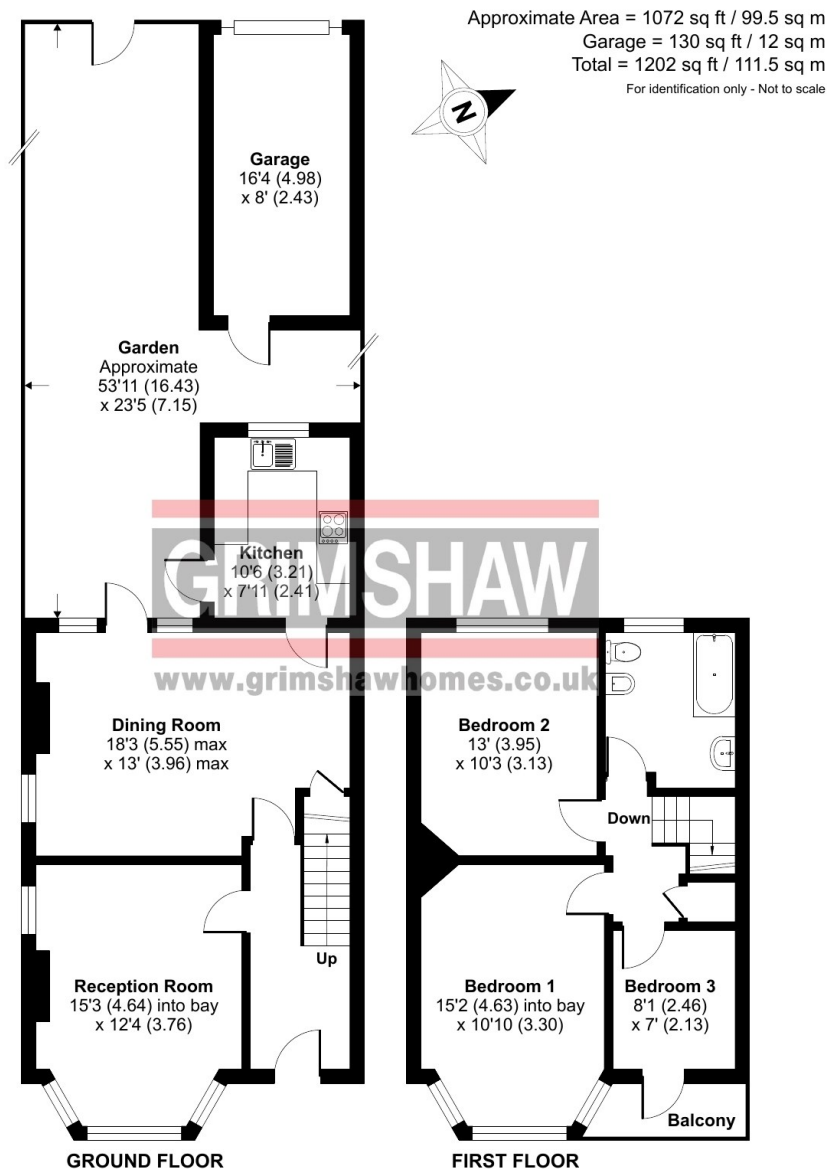 Approximate Area = 1072 sq ft / 99.5 sq m
Garage = 130 sq ft / 12 sq m
Total = 1202 sq ft / 111.5 sq m
For identification only - Not to scale
N
Garage
16'4 (4.98)
x 8' (2.43)
Garden
Approximate
53'11 (16.43)
x 23'5 (7.15)
Kitchen
10'6 (3.21)
x 7'11 (2.41)
GRIMSHAW
www.grimshawhomes.co.uk
Dining Room
18'3 (5.55) max
x 13' (3.96) max
Bedroom 2
13' (3.95)
x 10'3 (3.13)
Down
Up
Reception Room
15'3 (4.64) into bay
x 12'4 (3.76)
Bedroom 1
15'2 (4.63) into bay
x 10'10 (3.30)
Bedroom 3
8'1 (2.46)
x 7' (2.13)
Balcony
GROUND FLOOR
FIRST FLOOR